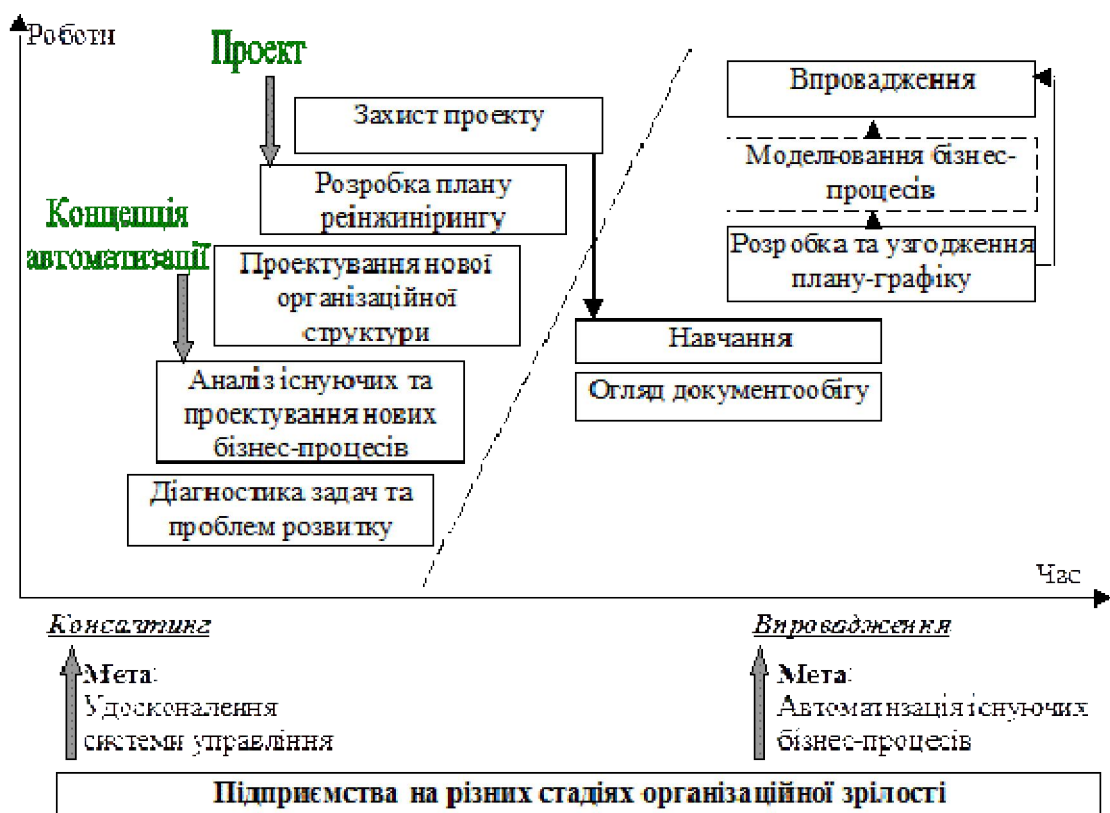 Роботи
Проект
Захист проекту
Розробка плану
реінжинірингу
Концепція
автоматизації
Проектування нової
організаційної
структури
Аналіз існуючих та
проектування нових
бізнес-процесів
Діагностика задач та
проблем розвитку
Впровадження
Моделювання бізнес-
процесів
Розробка та узгодження
плану-графіку
Навчання
Огляд документообігу
Час
Консалтинг
Мета:
Удосконалення
системи управління
Впровадження
Мета:
Автоматизація існуючих
бізнес-процесів
Підприємства на різних стадіях організаційної зрілості